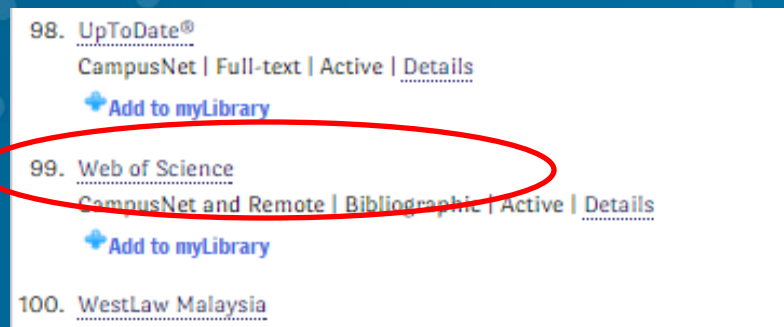 98. UpToDate®
CampusNet | Full-text | Active | Details
Add to myLibrary
99. Web of Science
CampusNet and Remote | Bibliographic | Active | Details
Add to myLibrary
100. WestLaw Malaysia